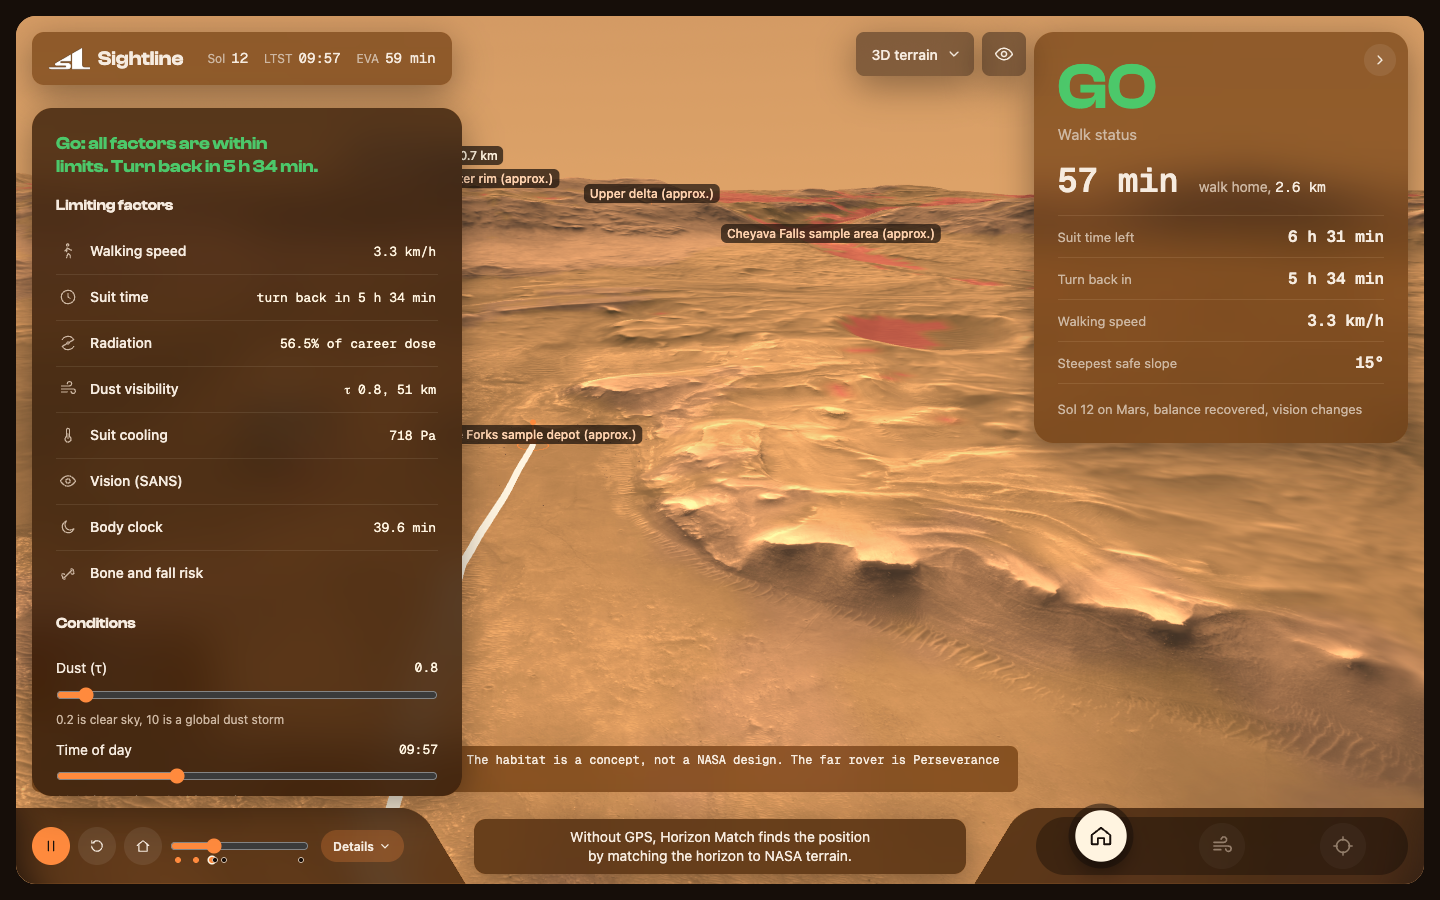 Sightline Sol 12 LTST 09:57 EVA 59 min
3D terrain
Go: all factors are within
limits. Turn back in 5 h 34 min.
Limiting factors
Walking speed 3.3 km/h
Suit time turn back in 5 h 34 min
Radiation 56.5% of career dose
Dust visibility τ 0.8, 51 km
Suit cooling 718 Pa
Vision (SANS)
Body clock 39.6 min
Bone and fall risk
Conditions
Dust (τ) 0.8
0.2 is clear sky, 10 is a global dust storm
Time of day 09:57
0.7 km
rim (approx.)
Upper delta (approx.)
Cheyava Falls sample area (approx.)
Forks sample depot (approx.)
GO
Walk status
57 min walk home, 2.6 km
Suit time left 6 h 31 min
Turn back in 5 h 34 min
Walking speed 3.3 km/h
Steepest safe slope 15°
Sol 12 on Mars, balance recovered, vision changes
The habitat is a concept, not a NASA design. The far rover is Perseverance
Details
Without GPS, Horizon Match finds the position
by matching the horizon to NASA terrain.